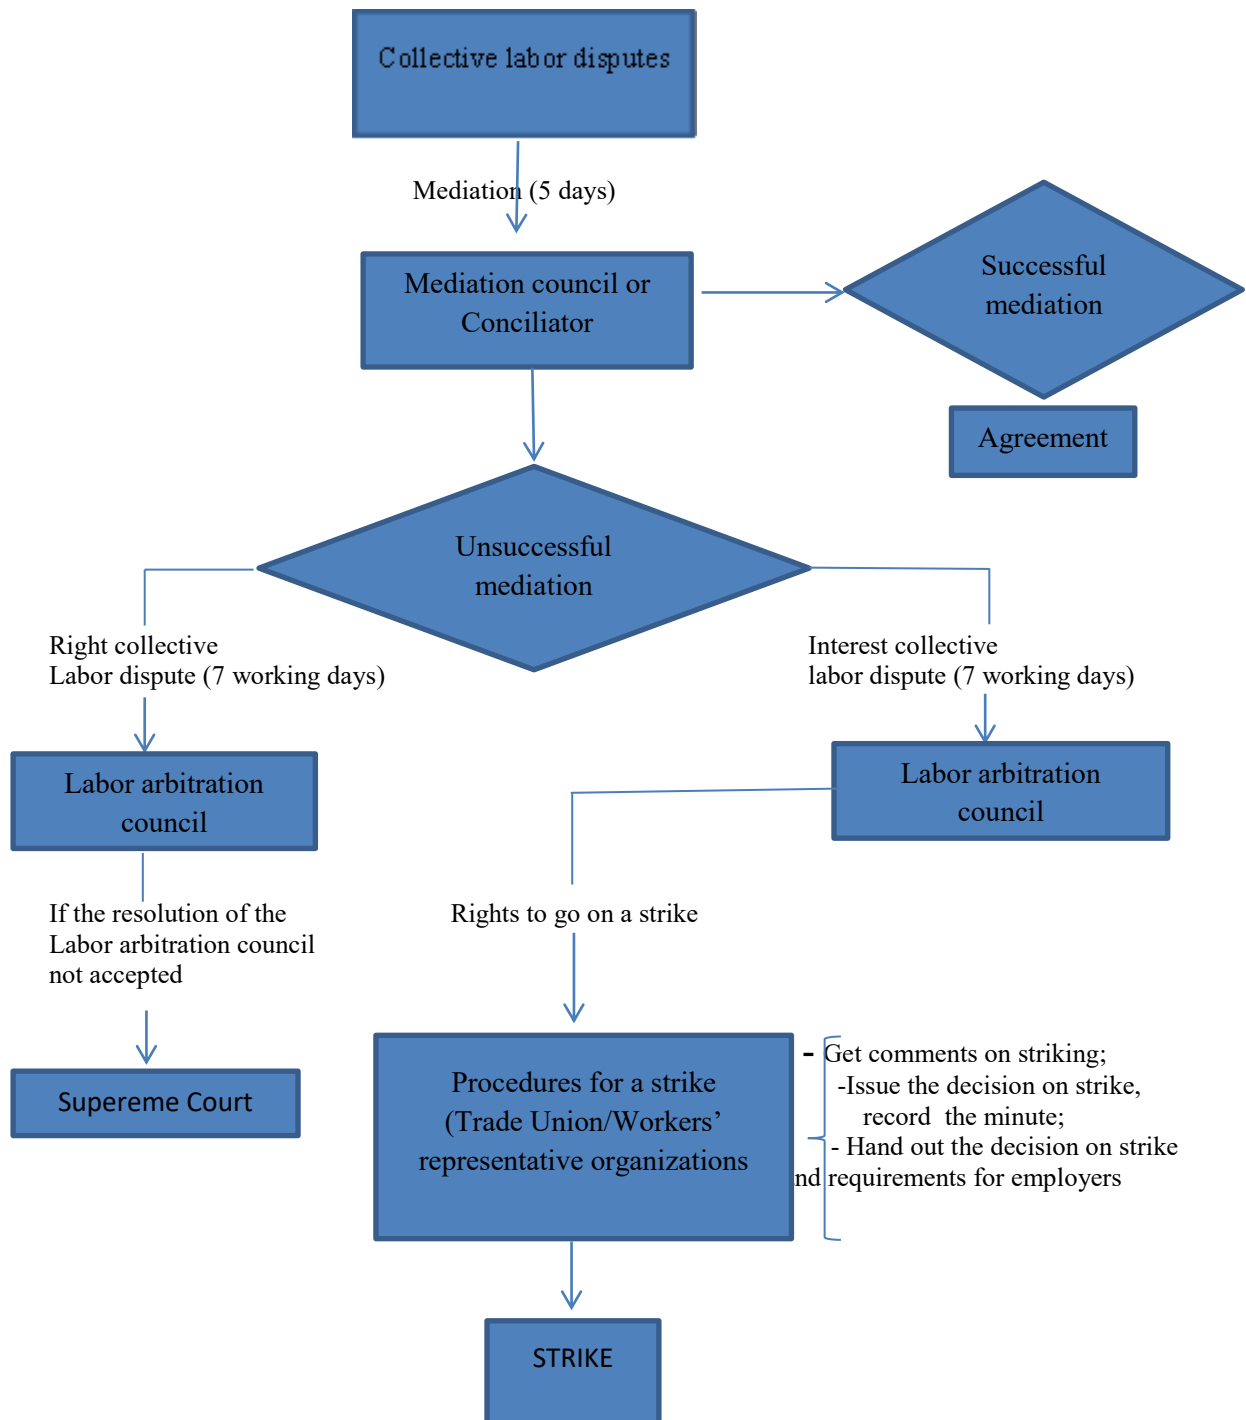 Collective labor disputes
Mediation (5 days)
Mediation council or
Conciliator
Successful
mediation
Agreement
Unsuccessful
mediation
Right collective
Labor dispute (7 working days)
Interest collective
labor dispute (7 working days)
Labor arbitration
council
Labor arbitration
council
If the resolution of the
Labor arbitration council
not accepted
Rights to go on a strike
Supereme Court
Procedures for a strike
(Trade Union/Workers’
representative organizations
- Get comments on striking;
-Issue the decision on strike,
record the minute;
- Hand out the decision on strike
nd requirements for employers
STRIKE